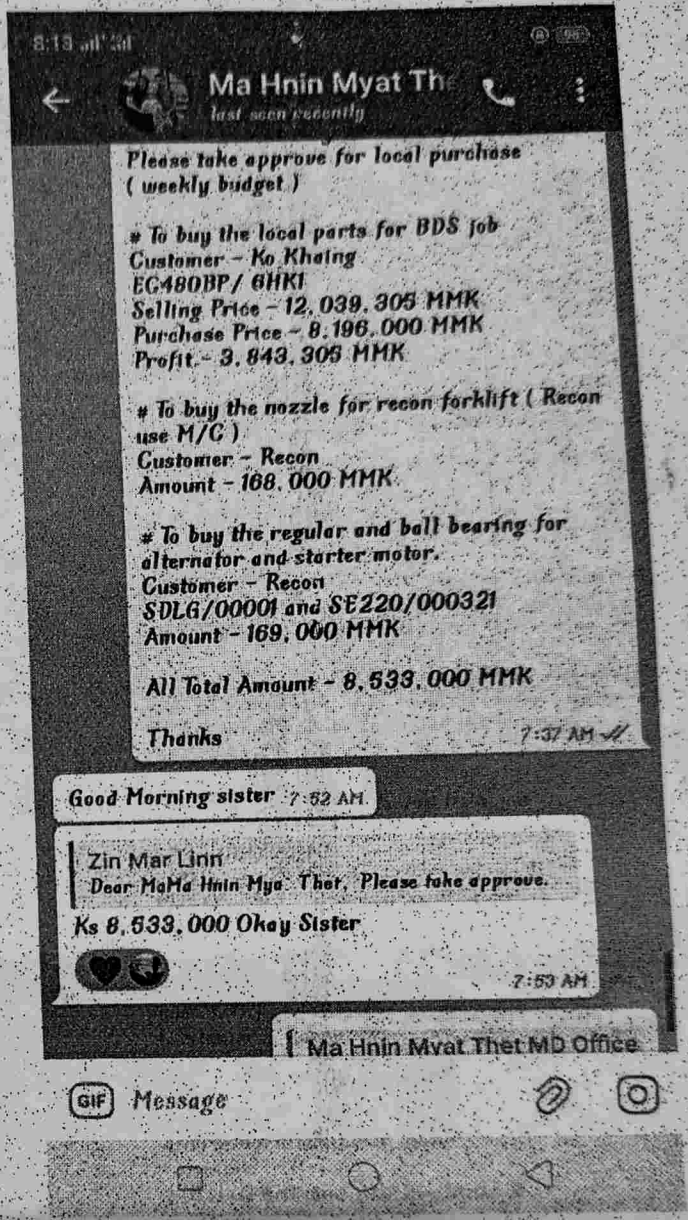 8:13
Ma Hnin Myat Th
last seen recently
Please take approve for local purchase
( weekly budget )
# To buy the local parts for BDS job
Customer - Ko Khaing
EC480BP/ 6HK1
Selling Price - 12,039,305 MMK
Purchase Price - 8,196,000 MMK
Profit - 3,843,305 MMK
# To buy the nozzle for recon forklift ( Recon
use M/C )
Customer - Recon
Amount - 168,000 MMK
# To buy the regular and ball bearing for
alternator and starter motor.
Customer - Recon
SDLG/00001 and SE220/000321
Amount - 169,000 MMK
All Total Amount - 8,533,000 MMK
Thanks 7:37 AM
Good Morning sister 7:52 AM
Zin Mar Linn
Dear MaMa Hnin Mya Thet, Please take approve.
Ks 8,533,000 Okay Sister
7:53 AM
Ma Hnin Myat Thet MD Office
GIF Message